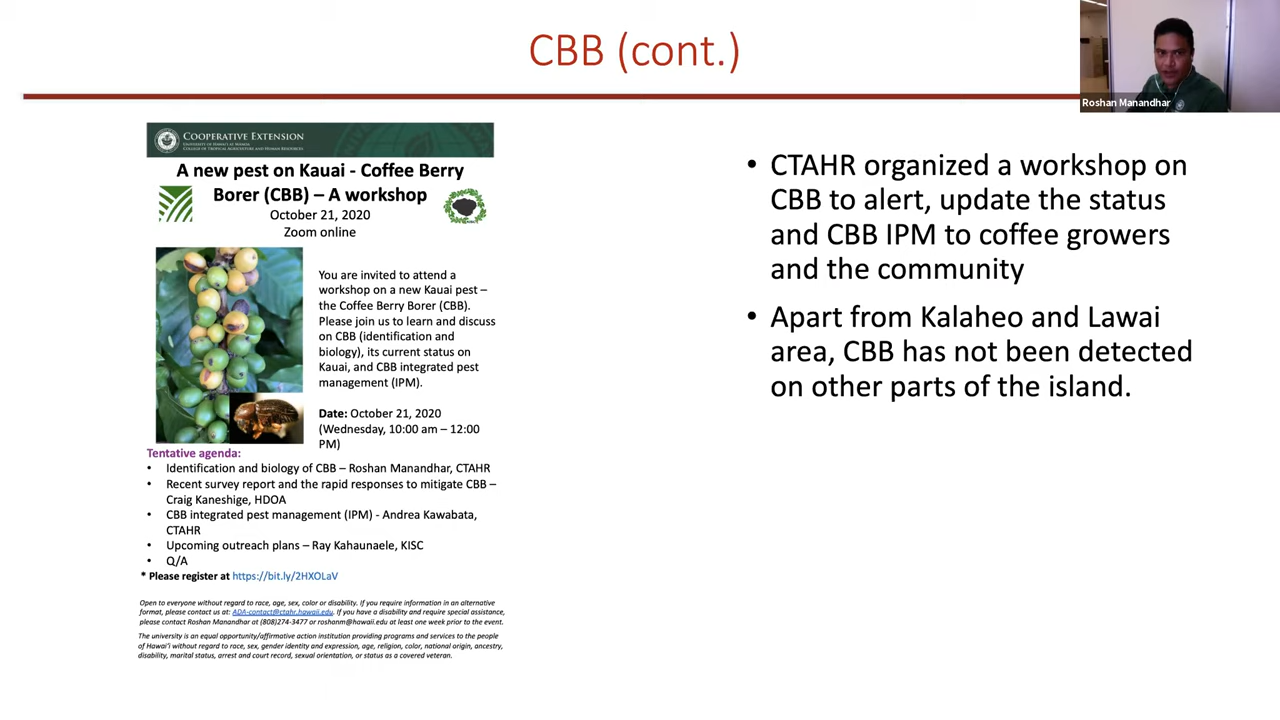 CBB (cont.)
Roshan Manandhar
COOPERATIVE EXTENSION
UNIVERSITY OF HAWAI'I AT MANOA
COLLEGE OF TROPICAL AGRICULTURE AND HUMAN RESOURCES
A new pest on Kauai - Coffee Berry
Borer (CBB) – A workshop
October 21, 2020
Zoom online
You are invited to attend a
workshop on a new Kauai pest –
the Coffee Berry Borer (CBB).
Please join us to learn and discuss
on CBB (identification and
biology), its current status on
Kauai, and CBB integrated pest
management (IPM).
Date: October 21, 2020
(Wednesday, 10:00 am – 12:00
PM)
Tentative agenda:
• Identification and biology of CBB – Roshan Manandhar, CTAHR
• Recent survey report and the rapid responses to mitigate CBB –
Craig Kaneshige, HDOA
• CBB integrated pest management (IPM) - Andrea Kawabata,
CTAHR
• Upcoming outreach plans – Ray Kahaunaele, KISC
• Q/A
* Please register at https://bit.ly/2HXOLaV
Open to everyone without regard to race, age, sex, color or disability. If you require information in an alternative
format, please contact us at: ADA-contact@ctahr.hawaii.edu. If you have a disability and require special assistance,
please contact Roshan Manandhar at (808)274-3477 or roshanm@hawaii.edu at least one week prior to the event.
The university is an equal opportunity/affirmative action institution providing programs and services to the people
of Hawai'i without regard to race, sex, gender identity and expression, age, religion, color, national origin, ancestry,
disability, marital status, arrest and court record, sexual orientation, or status as a covered veteran.
• CTAHR organized a workshop on
CBB to alert, update the status
and CBB IPM to coffee growers
and the community
• Apart from Kalaheo and Lawai
area, CBB has not been detected
on other parts of the island.